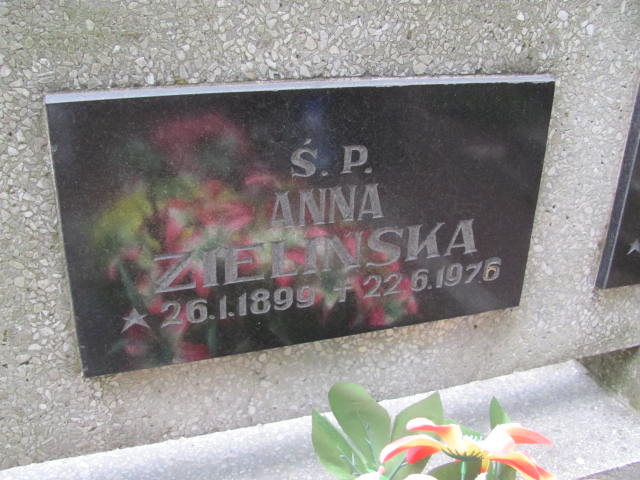 Ś. P.
ANNA
ZIELIŃSKA
★ 26.1.1899 + 22.6.1976